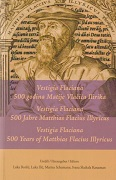 Vestigia Flaciana
500 godina Matije Vlačića Ilirika
Vestigia Flaciana
500 Jahre Matthias Flacius Illyricus
Vestigia Flaciana
500 Years of Matthias Flacius Illyricus